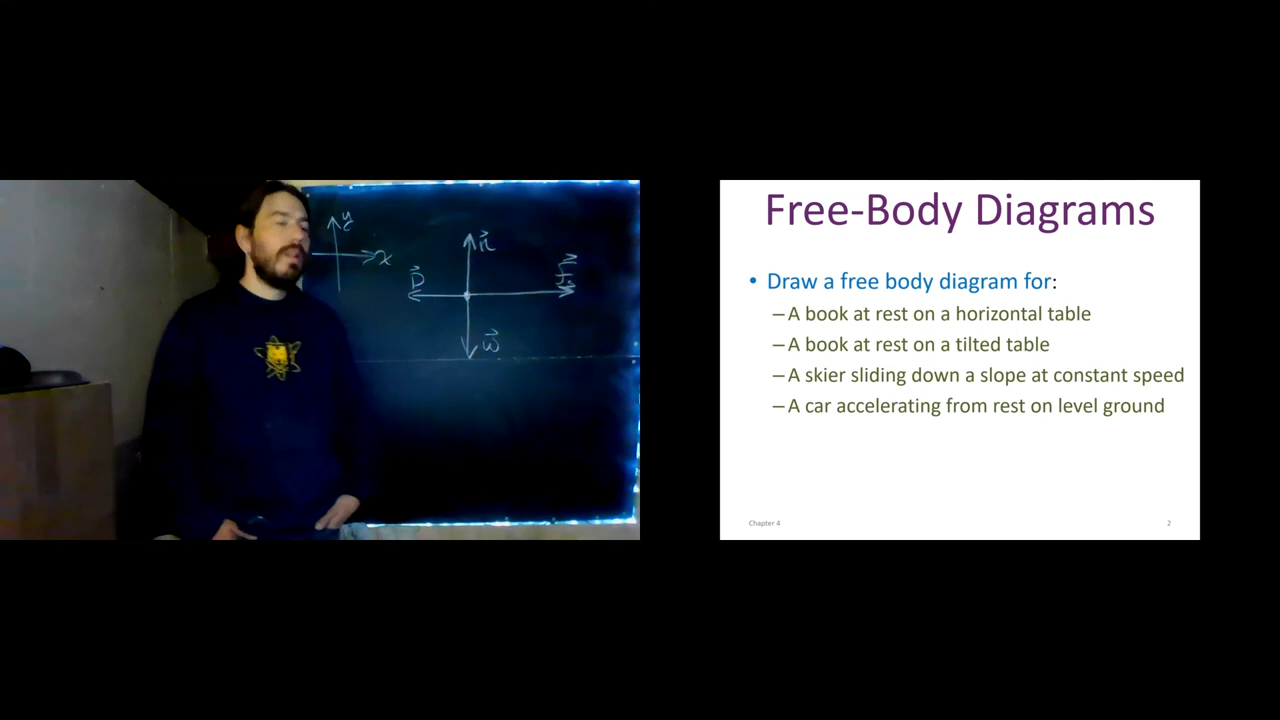 y
x
n
D
w
Free-Body Diagrams
• Draw a free body diagram for:
–A book at rest on a horizontal table
–A book at rest on a tilted table
–A skier sliding down a slope at constant speed
–A car accelerating from rest on level ground
Chapter 4
2